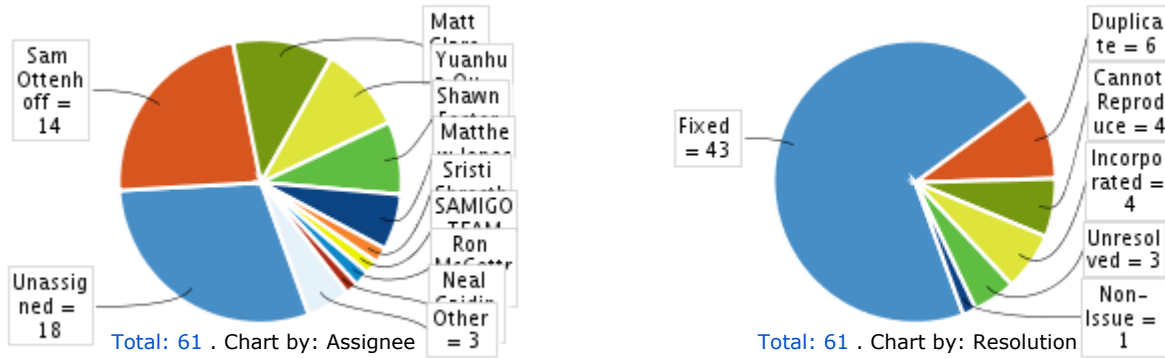 Sam
Ottenh
off =
14
Unassig
ned =
18
Matt
Yuanhu
Shawn
Matthe
Sristi
SAMIGO
TEAM
Ron
Neal
Other
= 3
Total: 61 . Chart by: Assignee
Fixed
= 43
Duplica
te = 6
Cannot
Reprod
uce = 4
Incorpo
rated =
4
Unresol
ved = 3
Non-
Issue =
1
Total: 61 . Chart by: Resolution